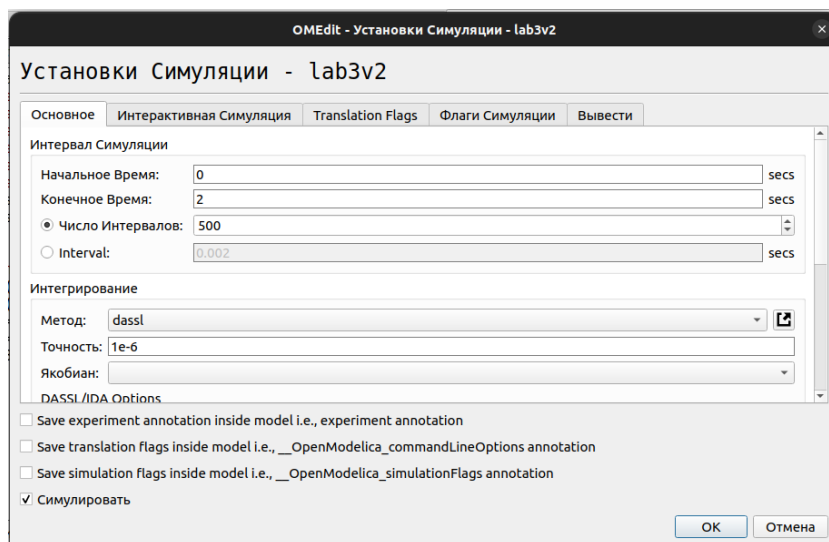 OMEdit - Установки Симуляции - lab3v2
Установки Симуляции - lab3v2
Основное Интерактивная Симуляция Translation Flags Флаги Симуляции Вывести
Интервал Симуляции
Начальное Время: 0 secs
Конечное Время: 2 secs
Число Интервалов: 500
Interval: 0.002 secs
Интегрирование
Метод: dassl
Точность: 1e-6
Якобиан:
DASSL/IDA Options
Save experiment annotation inside model i.e., experiment annotation
Save translation flags inside model i.e., __OpenModelica_commandLineOptions annotation
Save simulation flags inside model i.e., __OpenModelica_simulationFlags annotation
Симулировать
OK Отмена